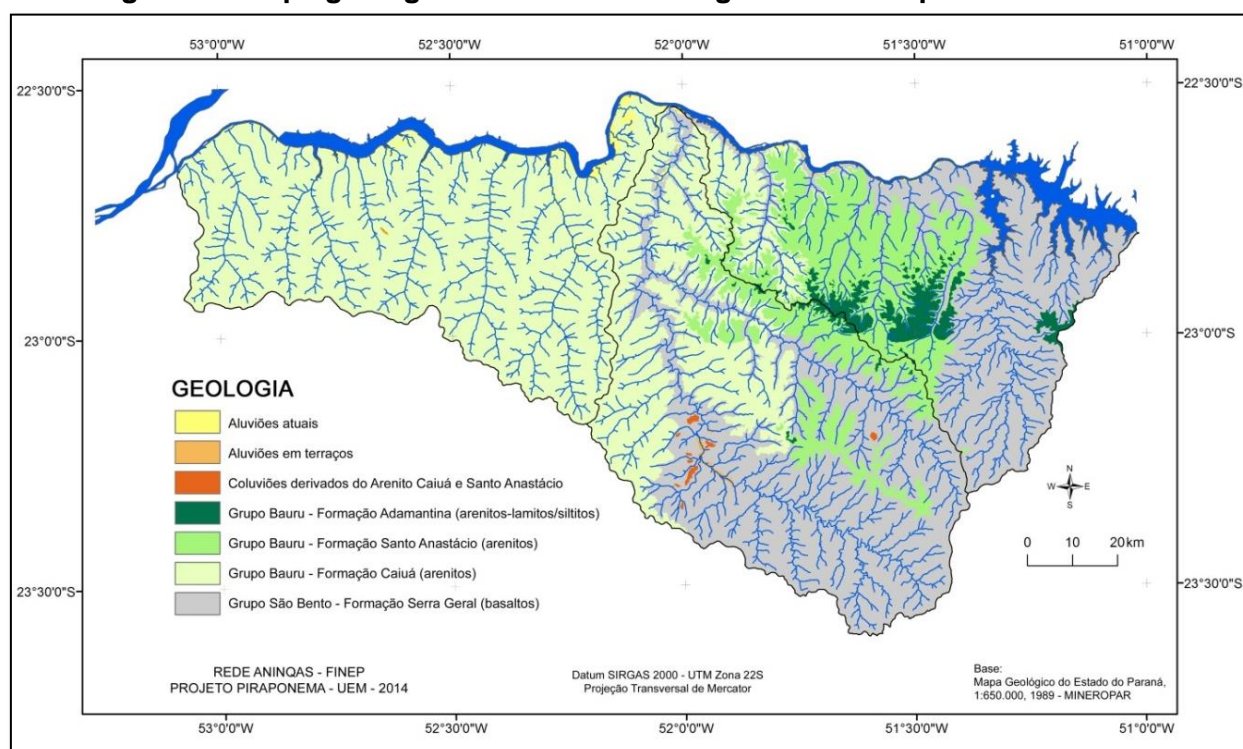 53°0'0"W 52°30'0"W 52°0'0"W 51°30'0"W 51°0'0"W
22°30'0"S 22°30'0"S
23°0'0"S 23°0'0"S
GEOLOGIA
Aluviões atuais
Aluviões em terraços
Coluviões derivados do Arenito Caiuá e Santo Anastácio
Grupo Bauru - Formação Adamantina (arenitos-lamitos/siltitos)
Grupo Bauru - Formação Santo Anastácio (arenitos)
Grupo Bauru - Formação Caiuá (arenitos)
Grupo São Bento - Formação Serra Geral (basaltos)
N
W E
S
0 10 20 km
23°30'0"S 23°30'0"S
REDE ANINQAS - FINEP
PROJETO PIRAPONEMA - UEM - 2014
Datum SIRGAS 2000 - UTM Zona 22S
Projeção Transversal de Mercator
Base:
Mapa Geológico do Estado do Paraná,
1:650.000, 1989 - MINEROPAR
53°0'0"W 52°30'0"W 52°0'0"W 51°30'0"W 51°0'0"W